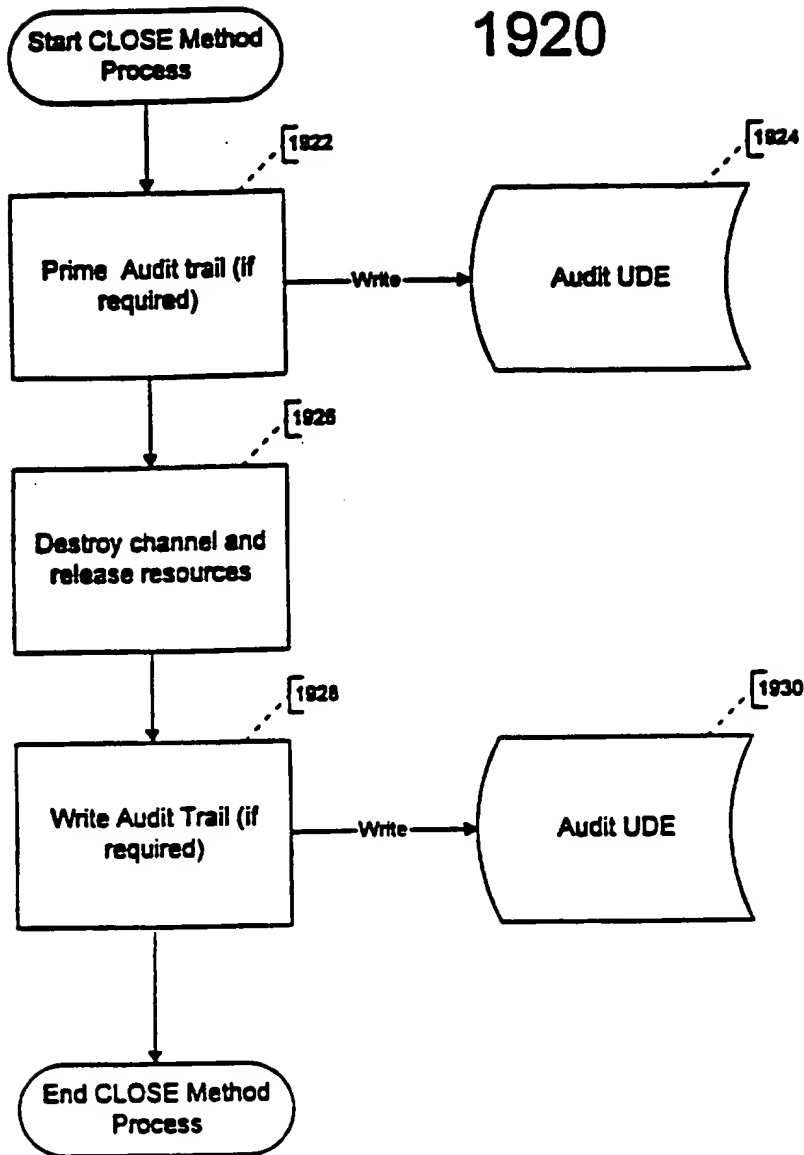 Start CLOSE Method
Process
1920
1922
1924
Prime Audit trail (if
required)
Write
Audit UDE
1926
Destroy channel and
release resources
1928
1930
Write Audit Trail (if
required)
Write
Audit UDE
End CLOSE Method
Process